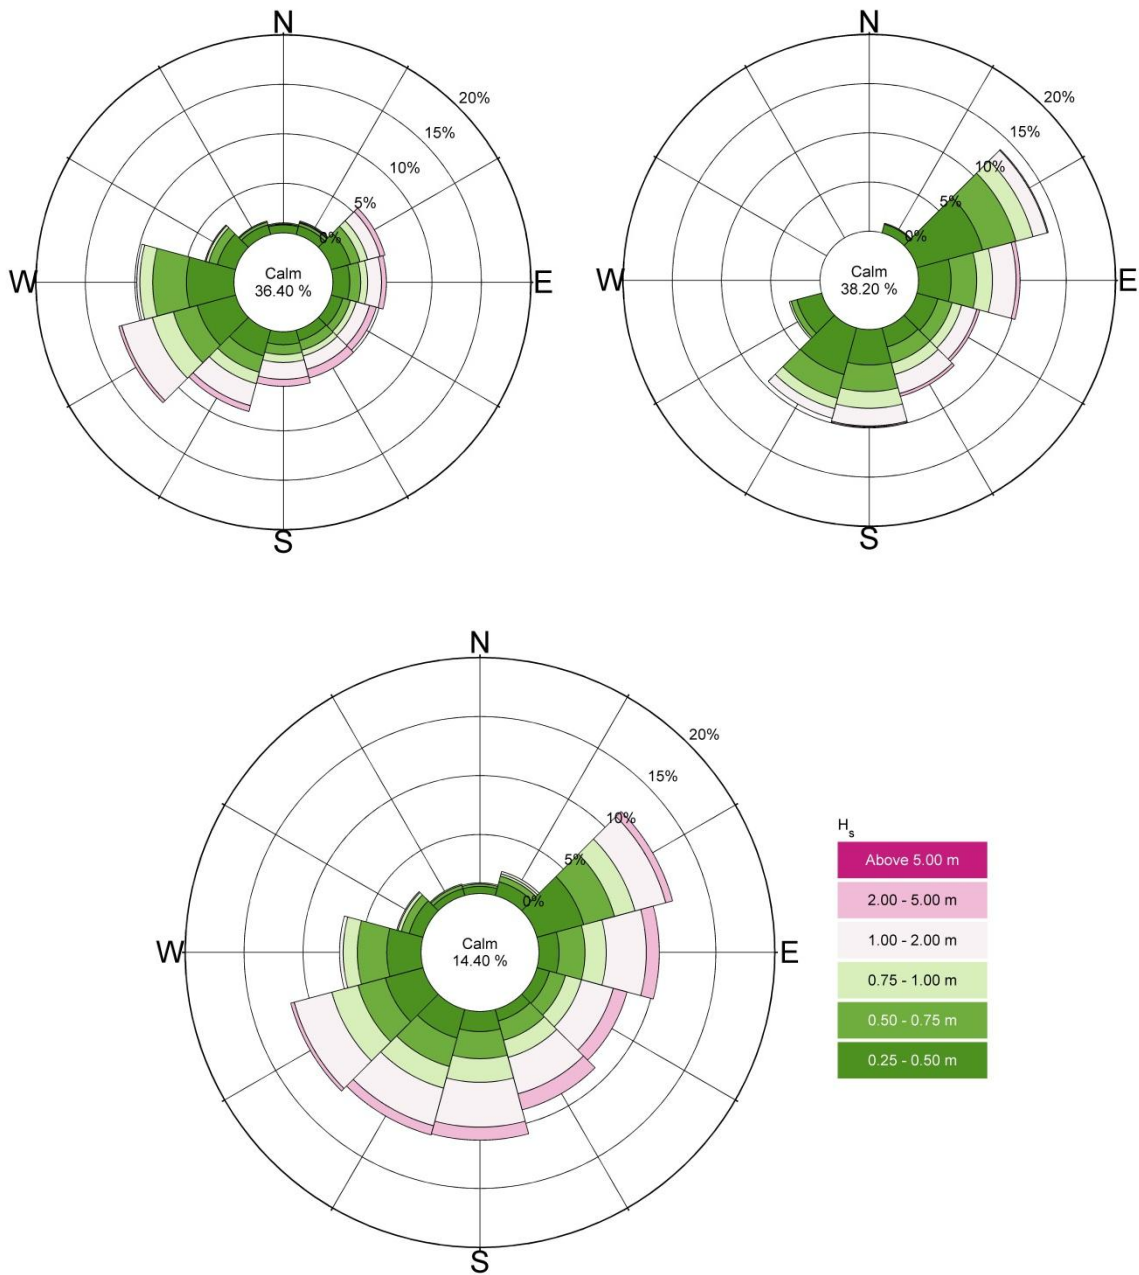 N
20%
15%
10%
5%
0%
W
Calm
36.40 %
E
S
N
20%
15%
10%
5%
0%
W
Calm
38.20 %
E
S
N
20%
15%
10%
5%
0%
W
Calm
14.40 %
E
S
Hs
Above 5.00 m
2.00 - 5.00 m
1.00 - 2.00 m
0.75 - 1.00 m
0.50 - 0.75 m
0.25 - 0.50 m